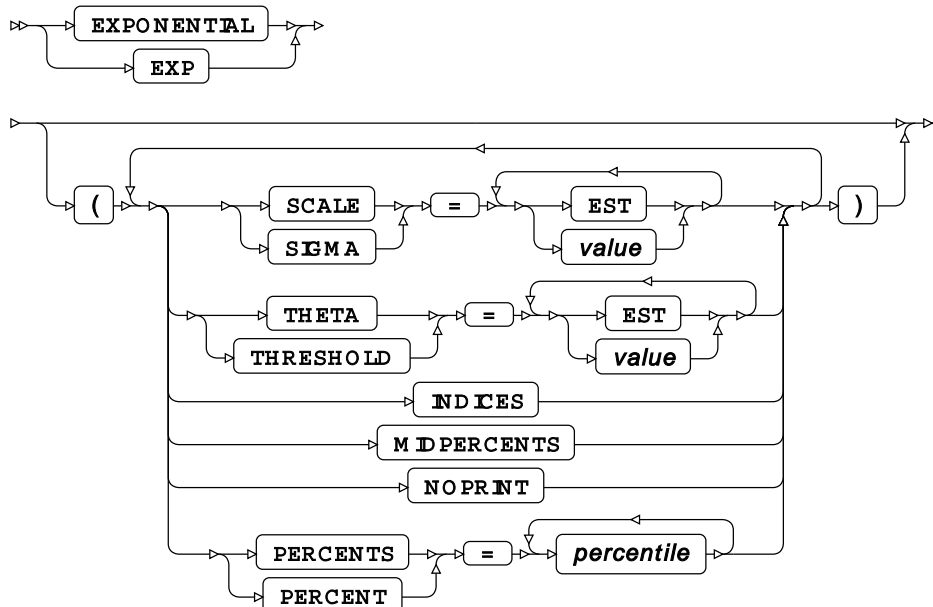 EXPONENTIAL
EXP
( SCALE = EST )
SIGMA value
THETA = EST
THRESHOLD value
INDICES
MIDPERCENTS
NOPRINT
PERCENTS = percentile
PERCENT